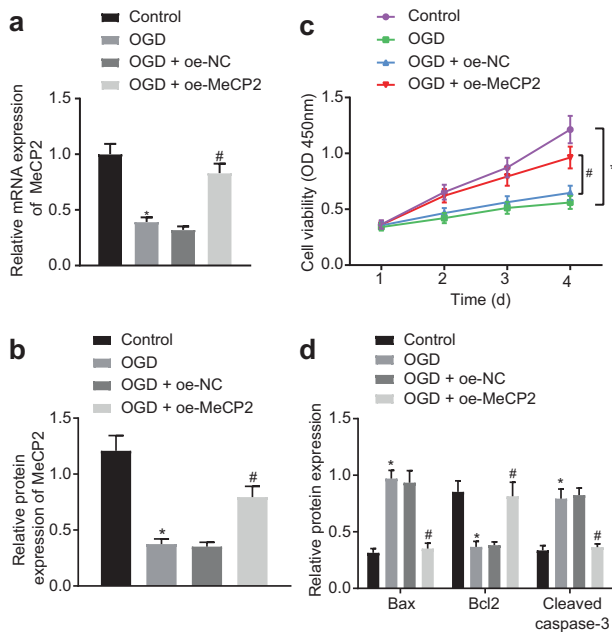 a
Control
OGD
OGD + oe-NC
OGD + oe-MeCP2
Relative mRNA expression
of MeCP2
1.5
1.0
0.5
0.0
*
#
c
Control
OGD
OGD + oe-NC
OGD + oe-MeCP2
Cell viability (OD 450nm)
1.5
1.0
0.5
0.0
1 2 3 4
Time (d)
#
*
b
Control
OGD
OGD + oe-NC
OGD + oe-MeCP2
Relative protein
expression of MeCP2
1.5
1.0
0.5
0.0
*
#
d
Control
OGD
OGD + oe-NC
OGD + oe-MeCP2
Relative protein expression
1.5
1.0
0.5
0.0
* # * # * #
Bax Bcl2 Cleaved
caspase-3